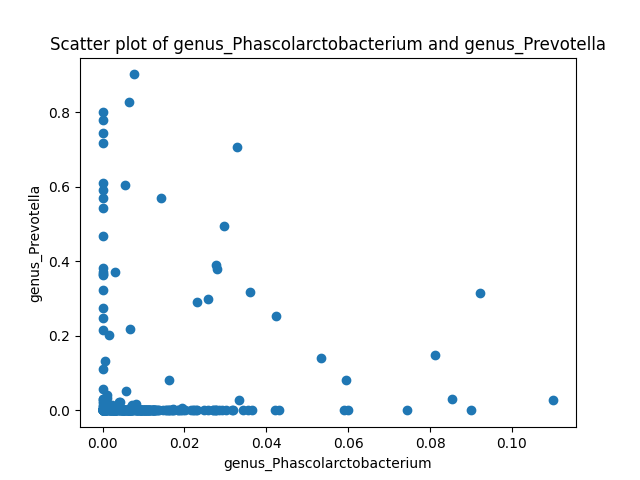 Scatter plot of genus_Phascolarctobacterium and genus_Prevotella
0.8
0.6
0.4
0.2
0.0
genus_Prevotella
0.00 0.02 0.04 0.06 0.08 0.10
genus_Phascolarctobacterium